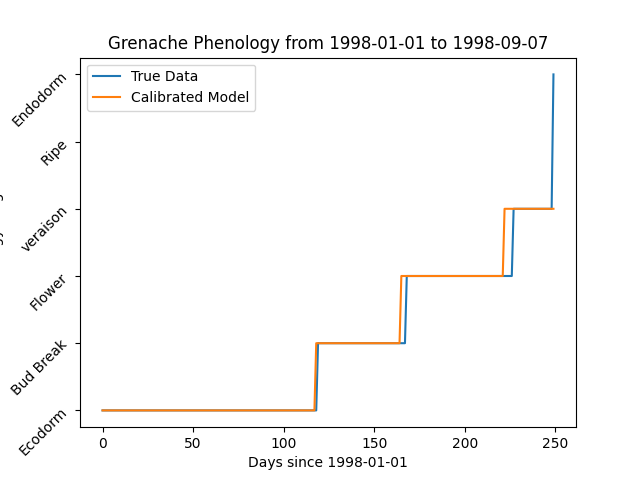 Grenache Phenology from 1998-01-01 to 1998-09-07
True Data
Calibrated Model
Endodorm
Ripe
veraison
Flower
Bud Break
Ecodorm
0 50 100 150 200 250
Days since 1998-01-01